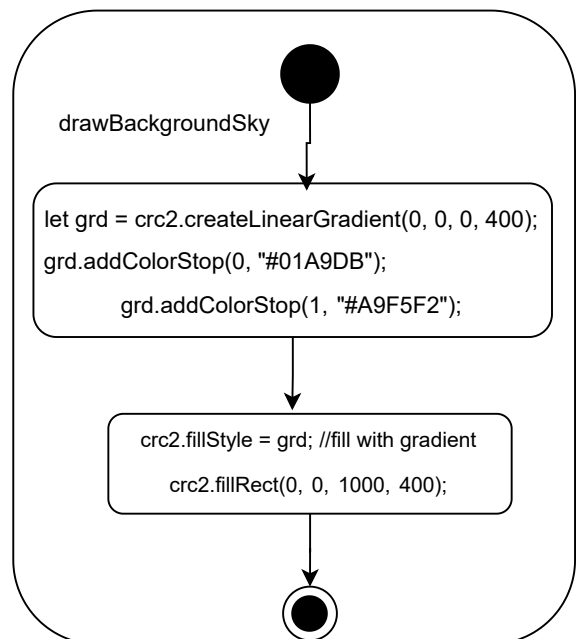 drawBackgroundSky
let grd = crc2.createLinearGradient(0, 0, 0, 400);
grd.addColorStop(0, "#01A9DB");
grd.addColorStop(1, "#A9F5F2");
crc2.fillStyle = grd; //fill with gradient
crc2.fillRect(0, 0, 1000, 400);